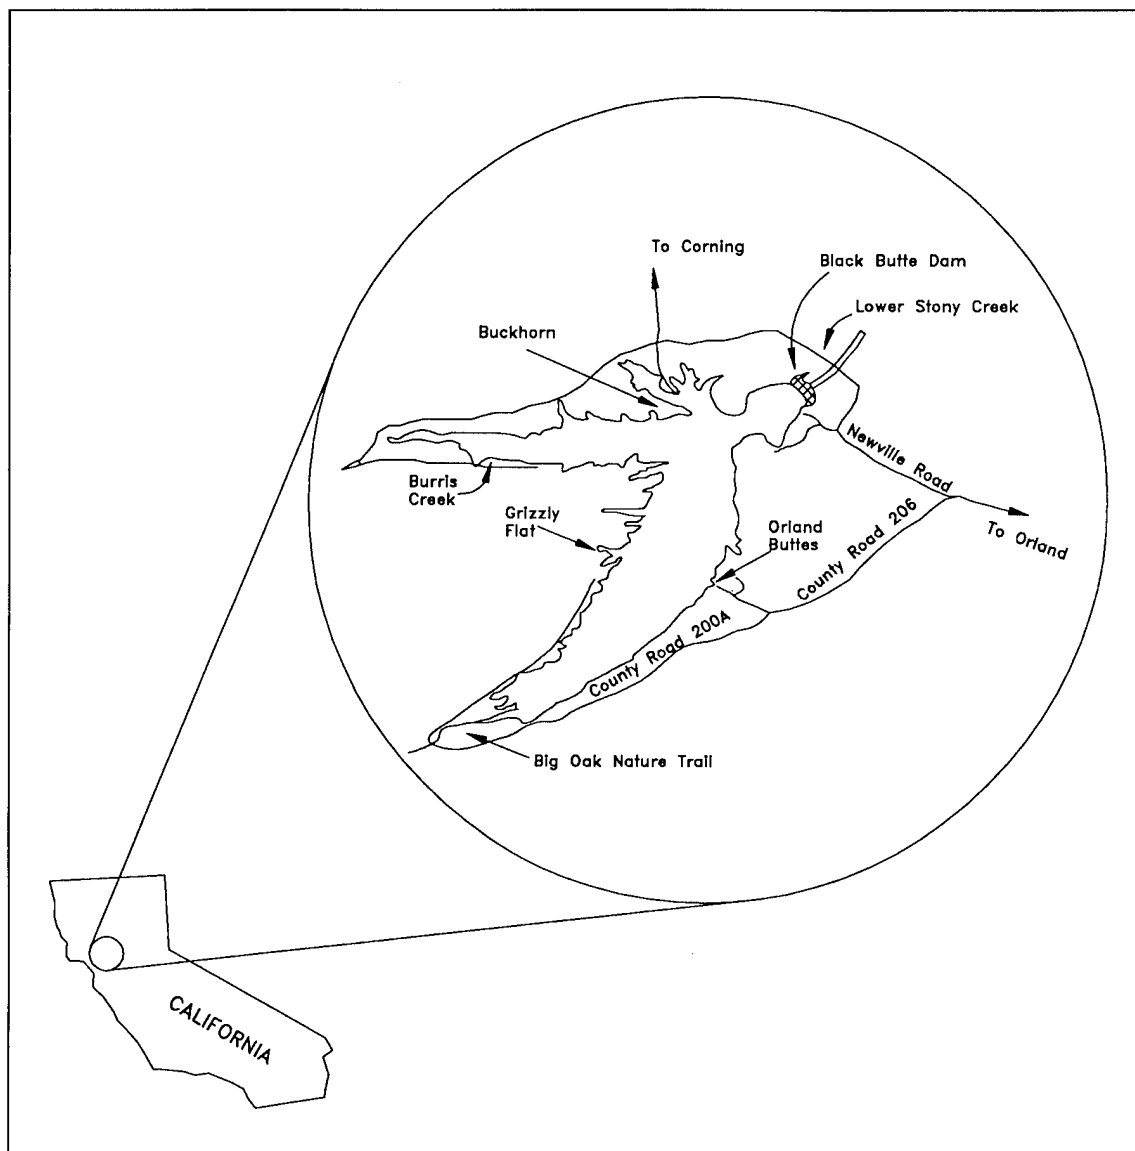 To Corning
Black Butte Dam
Lower Stony Creek
Buckhorn
Newville Road
Burris
Creek
Grizzly
Flat
Orland
Buttes
County Road 206
To Orland
County Road 200A
Big Oak Nature Trail
CALIFORNIA